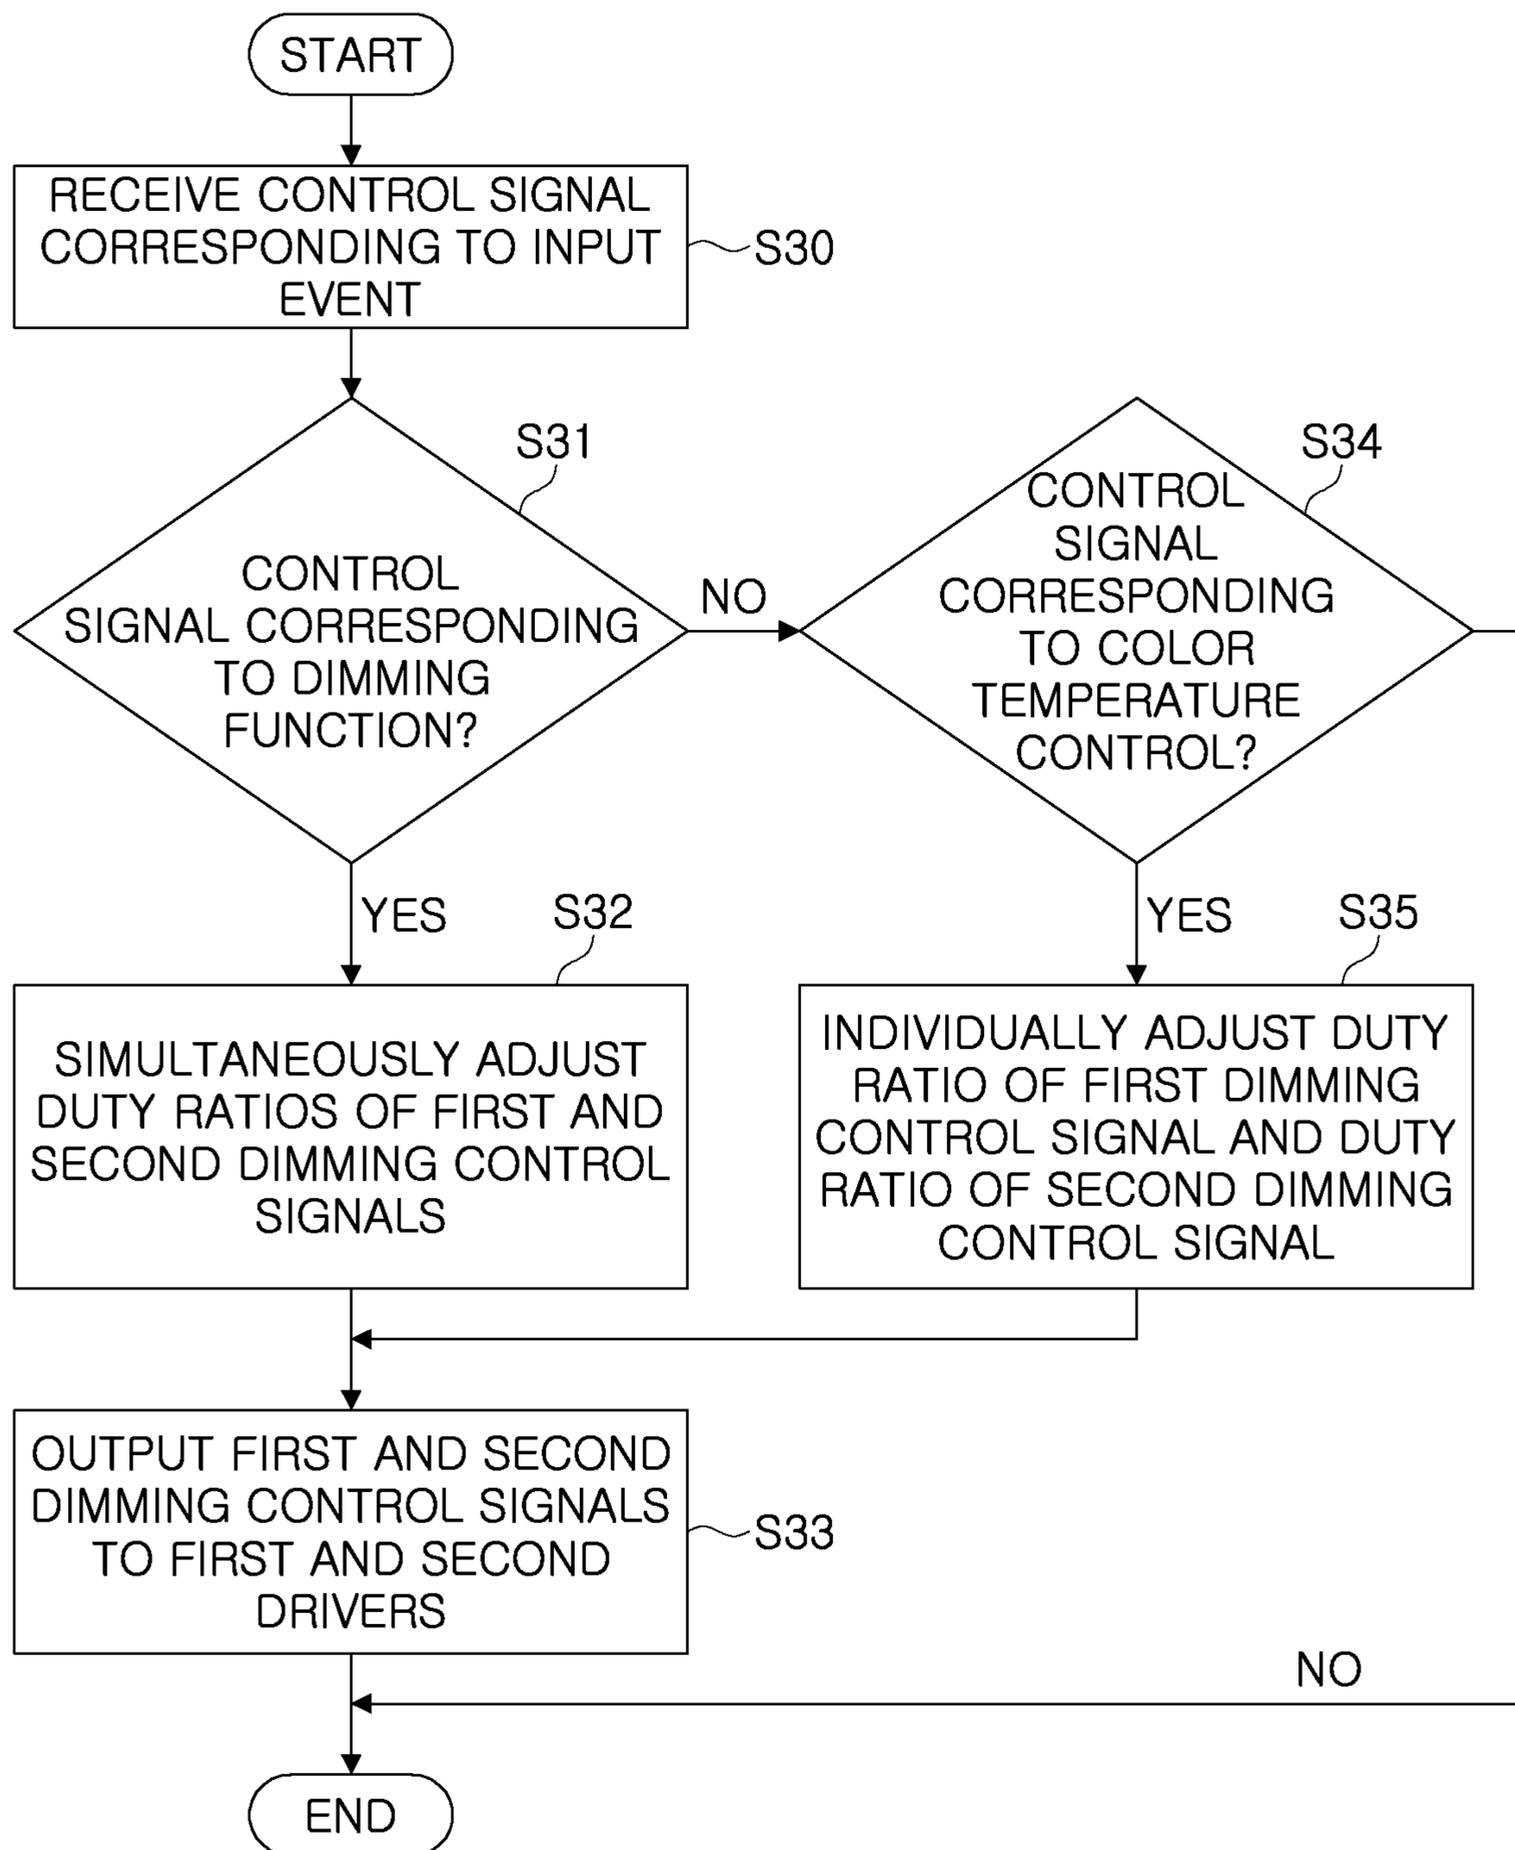 START
RECEIVE CONTROL SIGNAL
CORRESPONDING TO INPUT
EVENT
S30
S31
CONTROL
SIGNAL CORRESPONDING
TO DIMMING
FUNCTION?
NO
S34
CONTROL
SIGNAL
CORRESPONDING
TO COLOR
TEMPERATURE
CONTROL?
YES
S32
SIMULTANEOUSLY ADJUST
DUTY RATIOS OF FIRST AND
SECOND DIMMING CONTROL
SIGNALS
YES
S35
INDIVIDUALLY ADJUST DUTY
RATIO OF FIRST DIMMING
CONTROL SIGNAL AND DUTY
RATIO OF SECOND DIMMING
CONTROL SIGNAL
OUTPUT FIRST AND SECOND
DIMMING CONTROL SIGNALS
TO FIRST AND SECOND
DRIVERS
S33
NO
END